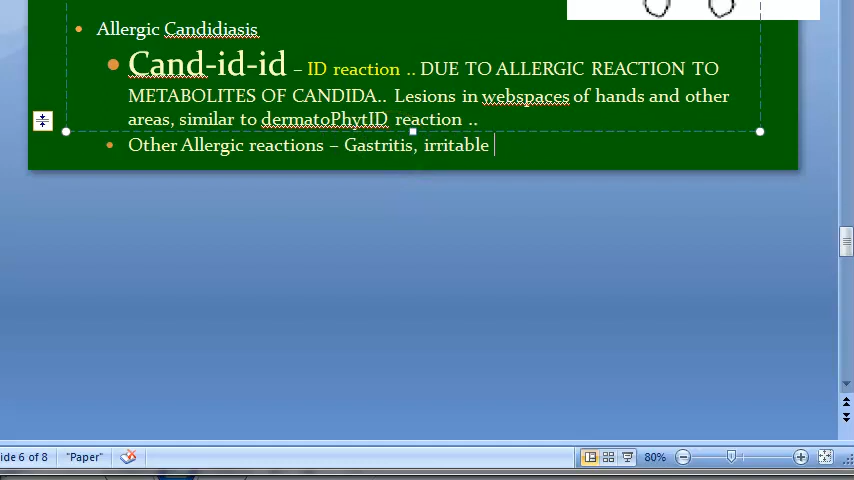 Allergic Candidiasis
Cand-id-id – ID reaction .. DUE TO ALLERGIC REACTION TO
METABOLITES OF CANDIDA.. Lesions in webspaces of hands and other
areas, similar to dermatoPhytID reaction ..
Other Allergic reactions – Gastritis, irritable
ide 6 of 8 "Paper" 80%